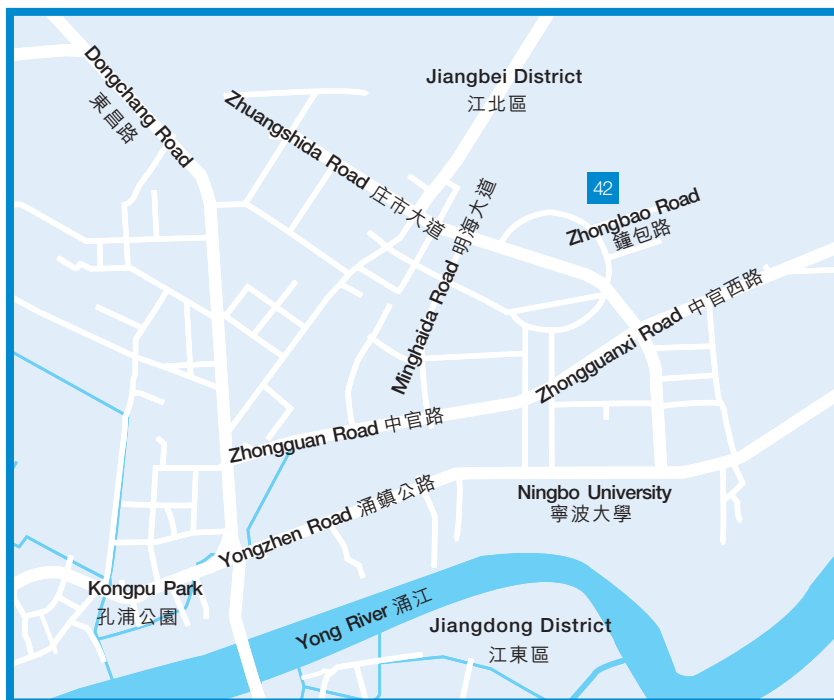 Jiangbei District
江北區
Dongchang Road
東昌路
Zhuangshida Road 庄市大道
Minghaida Road 明海大道
42
Zhongbao Road
鐘包路
Zhongguanxi Road 中官西路
Zhongguan Road 中官路
Ningbo University
寧波大學
Yongzhen Road 涌鎮公路
Kongpu Park
孔浦公園
Yong River 涌江
Jiangdong District
江東區